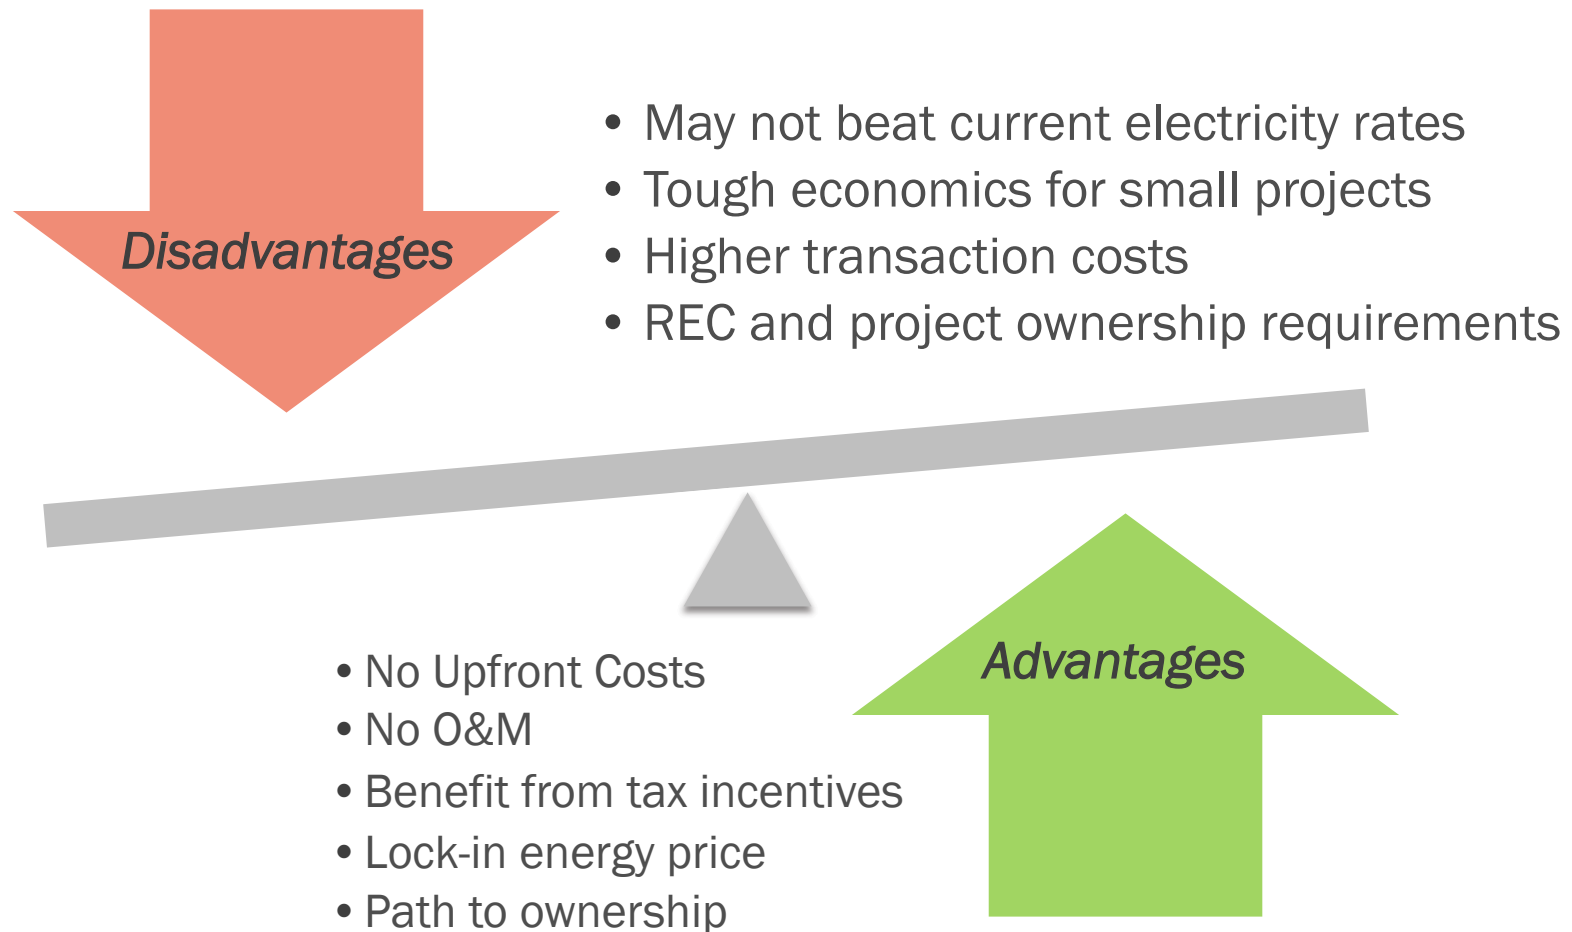 Disadvantages
• May not beat current electricity rates
• Tough economics for small projects
• Higher transaction costs
• REC and project ownership requirements
Advantages
• No Upfront Costs
• No O&M
• Benefit from tax incentives
• Lock-in energy price
• Path to ownership